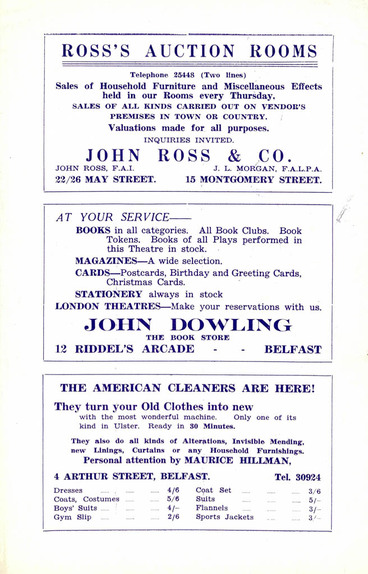 ROSS'S AUCTION ROOMS
Telephone 25448 (Two lines)
Sales of Household Furniture and Miscellaneous Effects
held in our Rooms every Thursday.
SALES OF ALL KINDS CARRIED OUT ON VENDOR'S
PREMISES IN TOWN OR COUNTRY.
Valuations made for all purposes.
INQUIRIES INVITED.
JOHN ROSS & CO.
JOHN ROSS, F.A.I. J. L. MORGAN, F.A.L.P.A.
22/26 MAY STREET. 15 MONTGOMERY STREET.
AT YOUR SERVICE——
BOOKS in all categories. All Book Clubs. Book
Tokens. Books of all Plays performed in
this Theatre in stock.
MAGAZINES—A wide selection.
CARDS—Postcards, Birthday and Greeting Cards,
Christmas Cards.
STATIONERY always in stock
LONDON THEATRES—Make your reservations with us.
JOHN DOWLING
THE BOOK STORE
12 RIDDEL'S ARCADE - - BELFAST
THE AMERICAN CLEANERS ARE HERE!
They turn your Old Clothes into new
with the most wonderful machine. Only one of its
kind in Ulster. Ready in 30 Minutes.
They also do all kinds of Alterations, Invisible Mending,
new Linings, Curtains or any Household Furnishings.
Personal attention by MAURICE HILLMAN,
4 ARTHUR STREET, BELFAST. Tel. 30924
Dresses .... .... 4/6 Coat Set .... .... 3/6
Coats, Costumes .... 5/6 Suits .... .... 5/-
Boys' Suits .... .... 4/- Flannels .... .... 3/-
Gym Slip .... .... 2/6 Sports Jackets .... 3/-